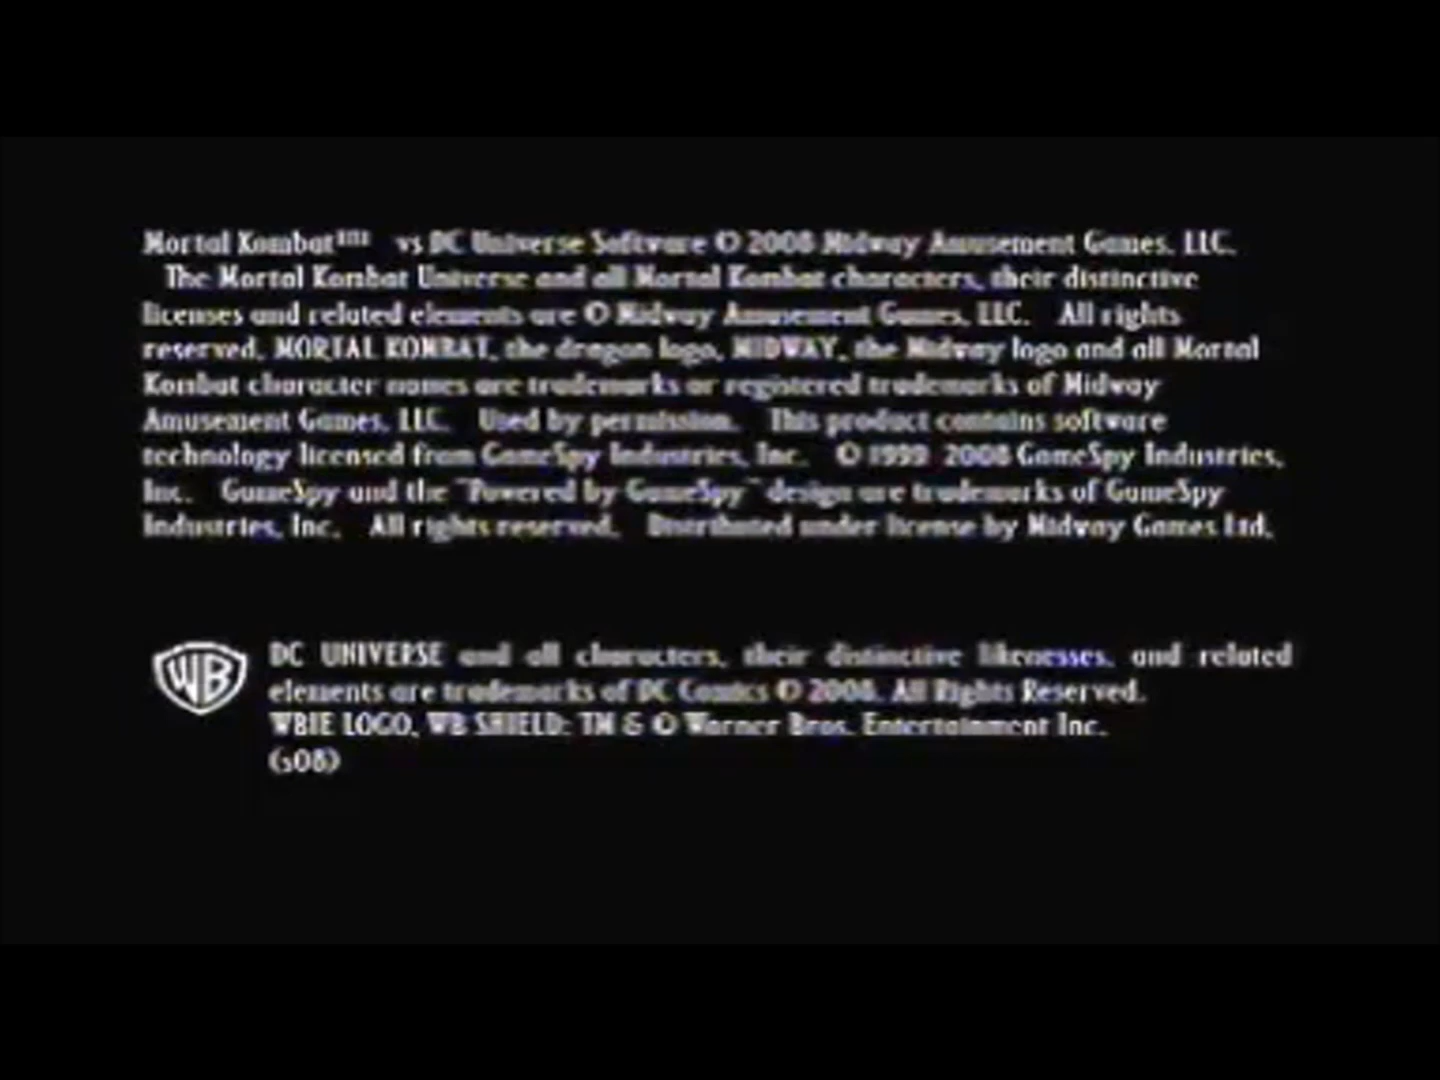 Mortal Kombat vs DC Universe Software © 2008 Midway Amusement Games, LLC.
The Mortal Kombat Universe and all Mortal Kombat characters, their distinctive
licenses and related elements are © Midway Amusement Games, LLC. All rights
reserved. MORTAL KOMBAT, the dragon logo, MIDWAY, the Midway logo and all Mortal
Kombat character names are trademarks or registered trademarks of Midway
Amusement Games, LLC. Used by permission. This product contains software
technology licensed from GameSpy Industries, Inc. © 1999 2008 GameSpy Industries,
Inc. GameSpy and the "Powered by GameSpy" design are trademarks of GameSpy
Industries, Inc. All rights reserved. Distributed under license by Midway Games Ltd.
WB
DC UNIVERSE and all characters, their distinctive likenesses, and related
elements are trademarks of DC Comics © 2008. All Rights Reserved.
WBIE LOGO, WB SHIELD: TM & © Warner Bros. Entertainment Inc.
(s08)